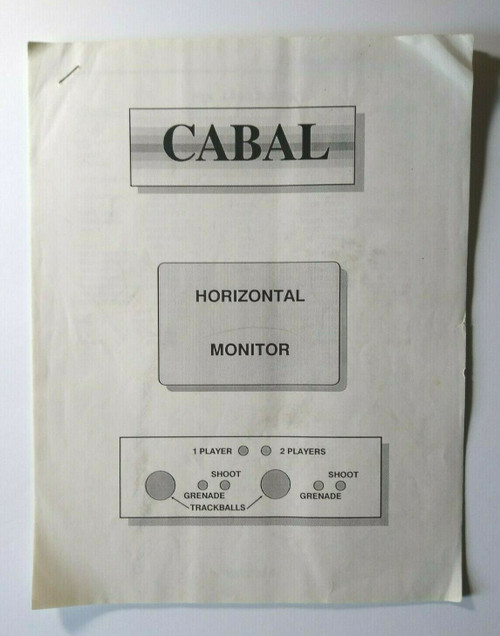 CABAL
HORIZONTAL
MONITOR
1 PLAYER 2 PLAYERS
SHOOT SHOOT
GRENADE GRENADE
TRACKBALLS